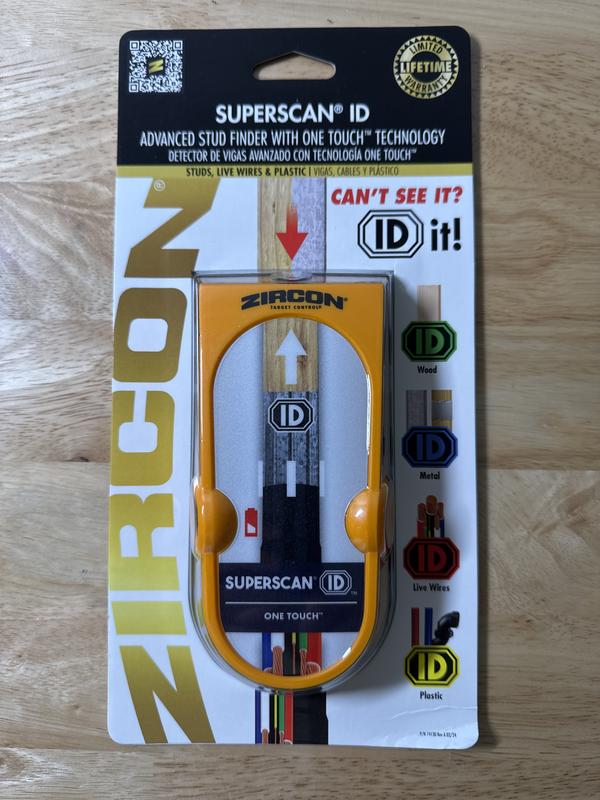 LIMITED
LIFETIME
WARRANTY
SUPERSCAN® ID
ADVANCED STUD FINDER WITH ONE TOUCH™ TECHNOLOGY
DETECTOR DE VIGAS AVANZADO CON TECNOLOGÍA ONE TOUCH™
STUDS, LIVE WIRES & PLASTIC | VIGAS, CABLES Y PLÁSTICO
ZIRCON®
CAN'T SEE IT?
ID it!
ZIRCON®
TARGET CONTROL®
ID
SUPERSCAN® ID™
ONE TOUCH™
ID
Wood
ID
Metal
ID
Live Wires
ID
Plastic